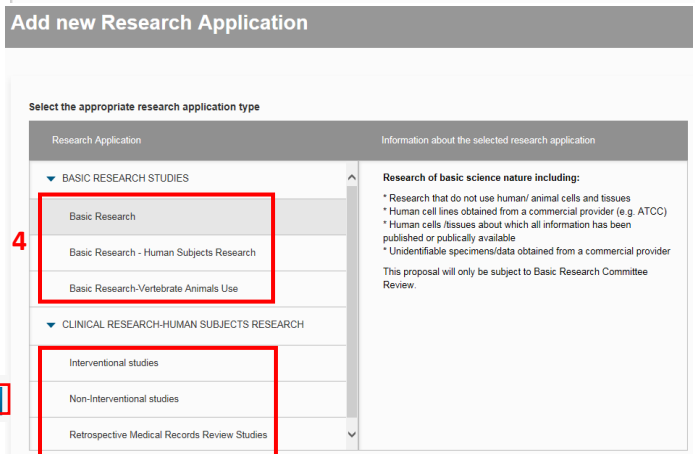 Add new Research Application
Select the appropriate research application type
Research Application
Information about the selected research application
BASIC RESEARCH STUDIES
4
Basic Research
Basic Research - Human Subjects Research
Basic Research-Vertebrate Animals Use
CLINICAL RESEARCH-HUMAN SUBJECTS RESEARCH
Interventional studies
Non-Interventional studies
Retrospective Medical Records Review Studies
Research of basic science nature including:
* Research that do not use human/ animal cells and tissues
* Human cell lines obtained from a commercial provider (e.g. ATCC)
* Human cells /tissues about which all information has been
published or publically available
* Unidentifiable specimens/data obtained from a commercial provider
This proposal will only be subject to Basic Research Committee
Review.